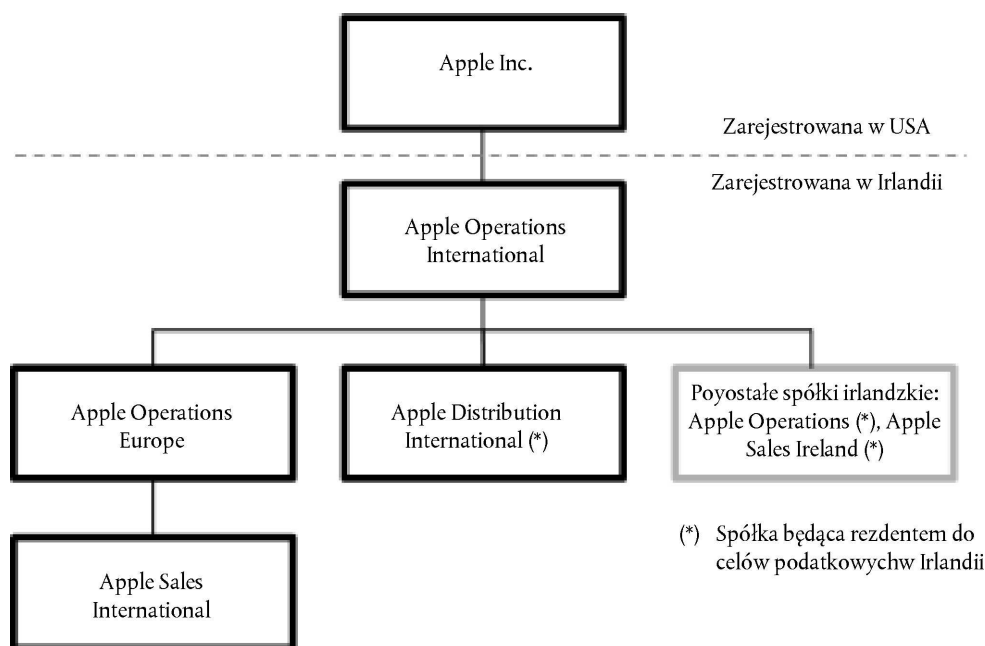 Apple Inc.
Zarejestrowana w USA
Zarejestrowana w Irlandii
Apple Operations
International
Apple Operations
Europe
Apple Distribution
International (*)
Poyostałe spółki irlandzkie:
Apple Operations (*), Apple
Sales Ireland (*)
Apple Sales
International
(*) Spółka będąca rezdentem do
celów podatkowychw Irlandii